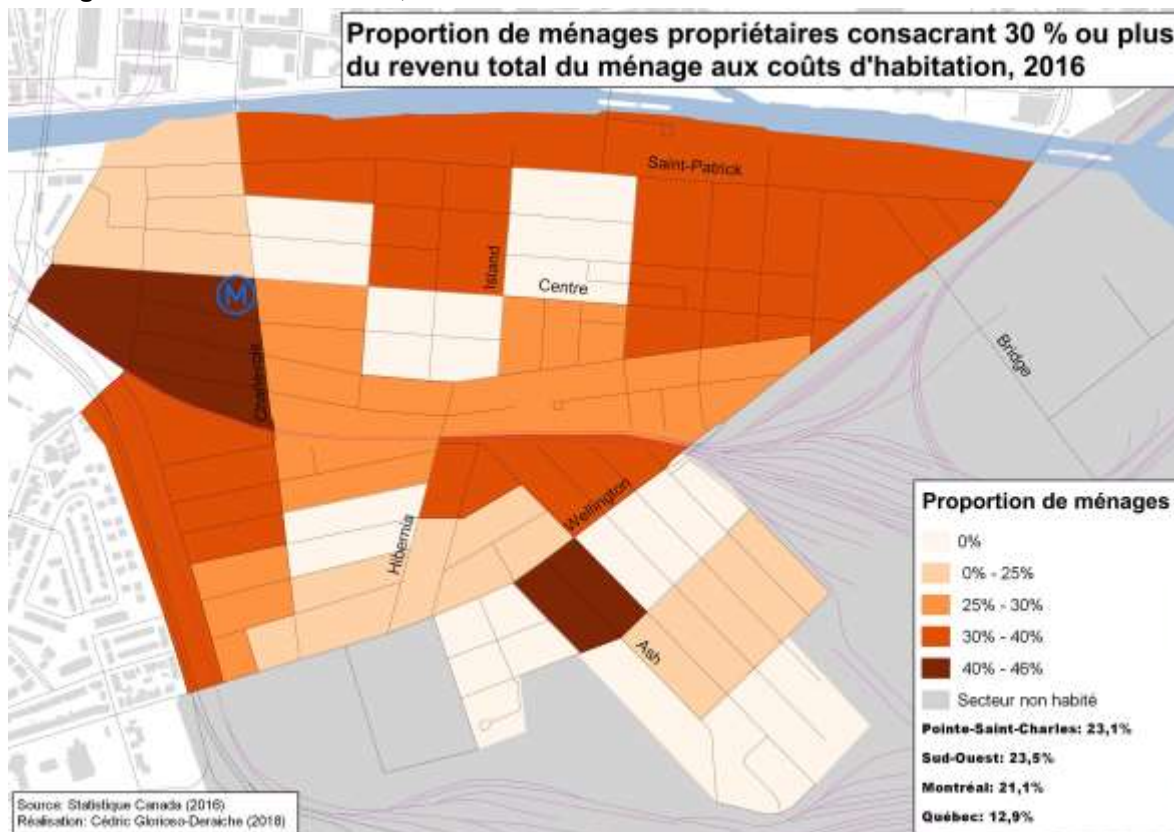 Proportion de ménages propriétaires consacrant 30 % ou plus
du revenu total du ménage aux coûts d'habitation, 2016
Saint-Patrick
Island
Centre
M
Bridge
Wellington
Hibernia
Ash
Proportion de ménages
0%
0% - 25%
25% - 30%
30% - 40%
40% - 46%
Secteur non habité
Pointe-Saint-Charles: 23,1%
Sud-Ouest: 23,5%
Montréal: 21,1%
Québec: 12,9%
Source: Statistique Canada (2016)
Réalisation: Cédric Glorioso-Deraiche (2018)